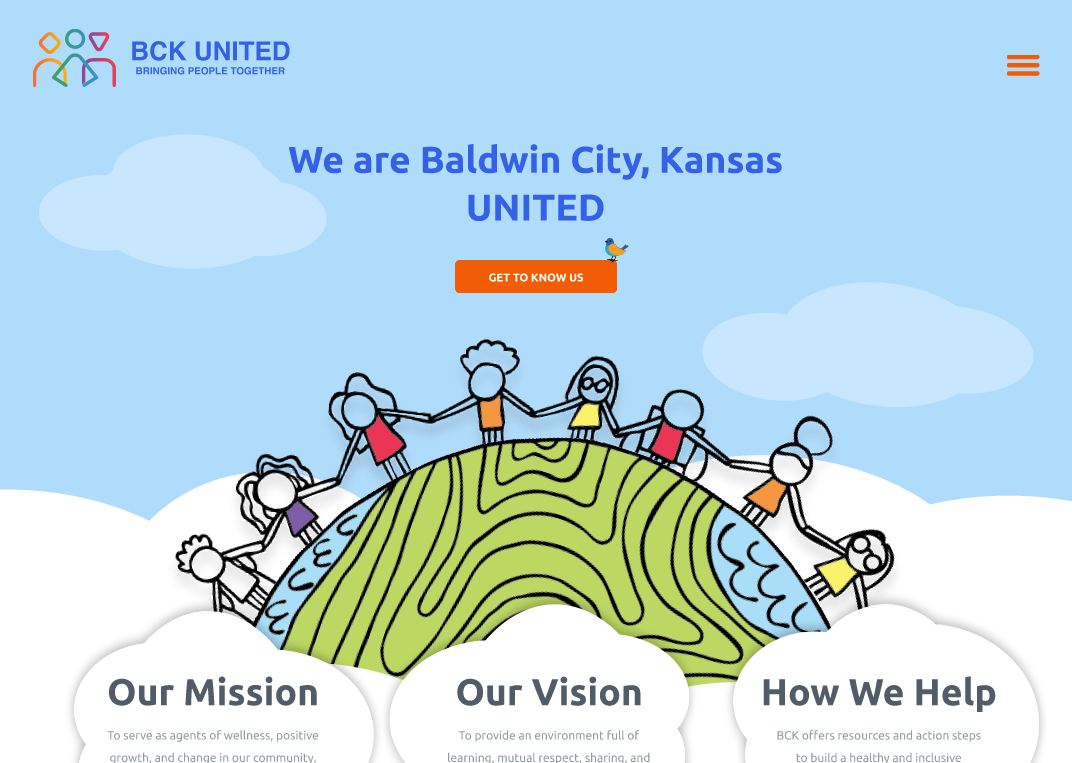 BCK UNITED
BRINGING PEOPLE TOGETHER
We are Baldwin City, Kansas
UNITED
GET TO KNOW US
Our Mission
To serve as agents of wellness, positive
growth, and change in our community,
Our Vision
To provide an environment full of
learning, mutual respect, sharing, and
How We Help
BCK offers resources and action steps
to build a healthy and inclusive